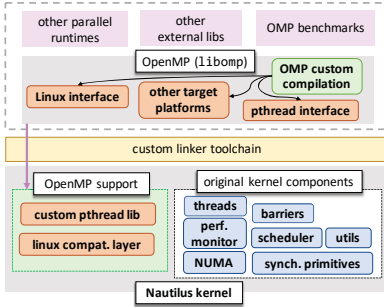 other parallel
runtimes
other
external libs
OMP benchmarks
OpenMP (libomp)
OMP custom
compilation
Linux interface
other target
platforms
pthread interface
custom linker toolchain
OpenMP support
original kernel components
custom pthread lib
linux compat. layer
threads
barriers
perf.
monitor
scheduler
utils
NUMA
synch. primitives
Nautilus kernel